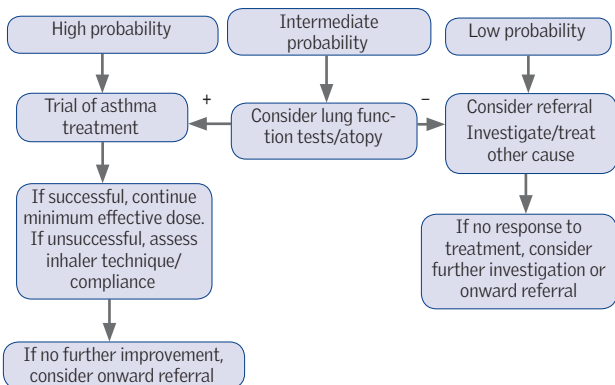 High probability
Intermediate
probability
Low probability
Trial of asthma
treatment
+
Consider lung func-
tion tests/atopy
−
Consider referral
Investigate/treat
other cause
If successful, continue
minimum effective dose.
If unsuccessful, assess
inhaler technique/
compliance
If no response to
treatment, consider
further investigation or
onward referral
If no further improvement,
consider onward referral